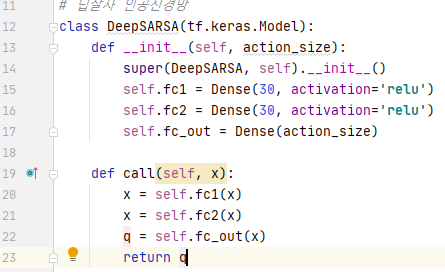 11 # 딥살사 인공신경망
12 class DeepSARSA(tf.keras.Model):
13     def __init__(self, action_size):
14         super(DeepSARSA, self).__init__()
15         self.fc1 = Dense(30, activation='relu')
16         self.fc2 = Dense(30, activation='relu')
17         self.fc_out = Dense(action_size)
18
19     def call(self, x):
20         x = self.fc1(x)
21         x = self.fc2(x)
22         q = self.fc_out(x)
23         return q